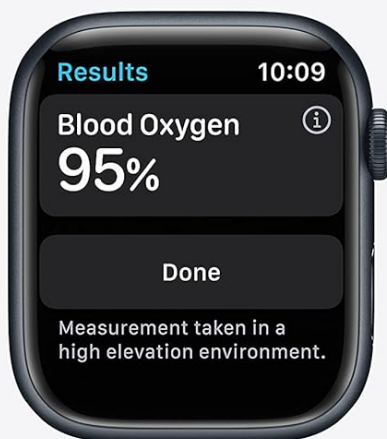 Results 10:09
Blood Oxygen
95%
Done
Measurement taken in a
high elevation environment.